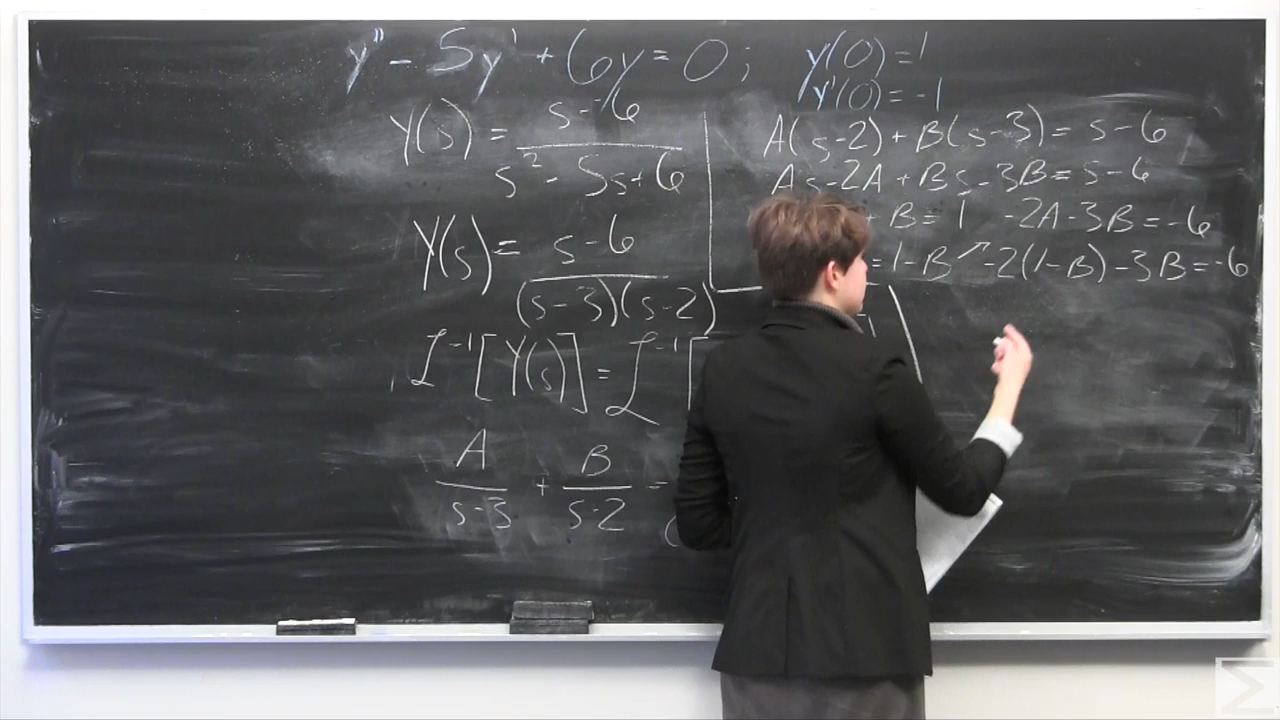 y'' - 5y' + 6y = 0; y(0) = 1
y'(0) = -1
Y(s) = s-6 / s² - 5s + 6
Y(s) = s-6 / (s-3)(s-2)
ℒ⁻¹[Y(s)] = ℒ⁻¹[
A / s-3 + B / s-2 =
A(s-2) + B(s-3) = s-6
As-2A + Bs-3B = s-6
+ B = 1 -2A-3B = -6
= 1-B ↗ -2(1-B)-3B = -6